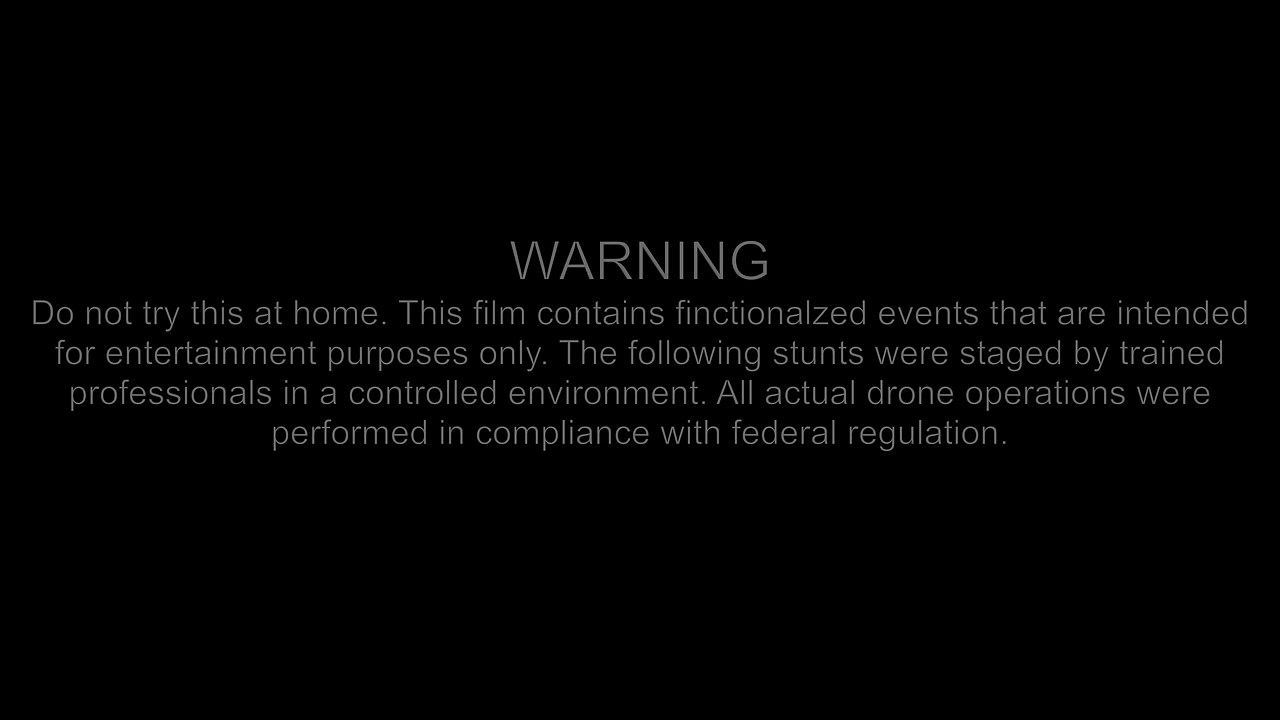 WARNING
Do not try this at home. This film contains finctionalzed events that are intended
for entertainment purposes only. The following stunts were staged by trained
professionals in a controlled environment. All actual drone operations were
performed in compliance with federal regulation.